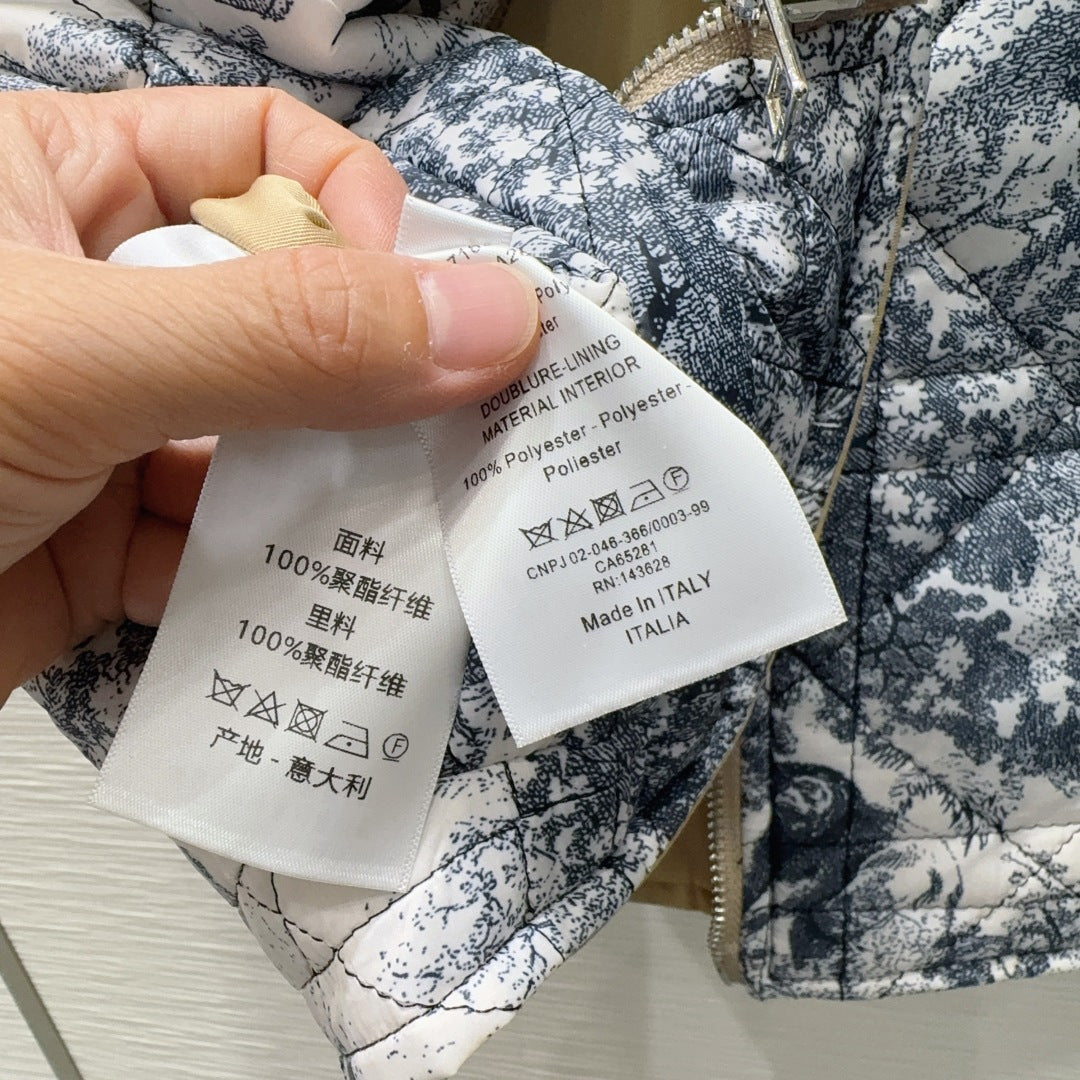 面料
100%聚酯纤维
里料
100%聚酯纤维
产地 - 意大利
DOUBLURE-LINING
MATERIAL INTERIOR
100% Polyester - Polyester -
Poliester
CNPJ 02-046-366/0003-99
CA65281
RN:143628
Made In ITALY
ITALIA